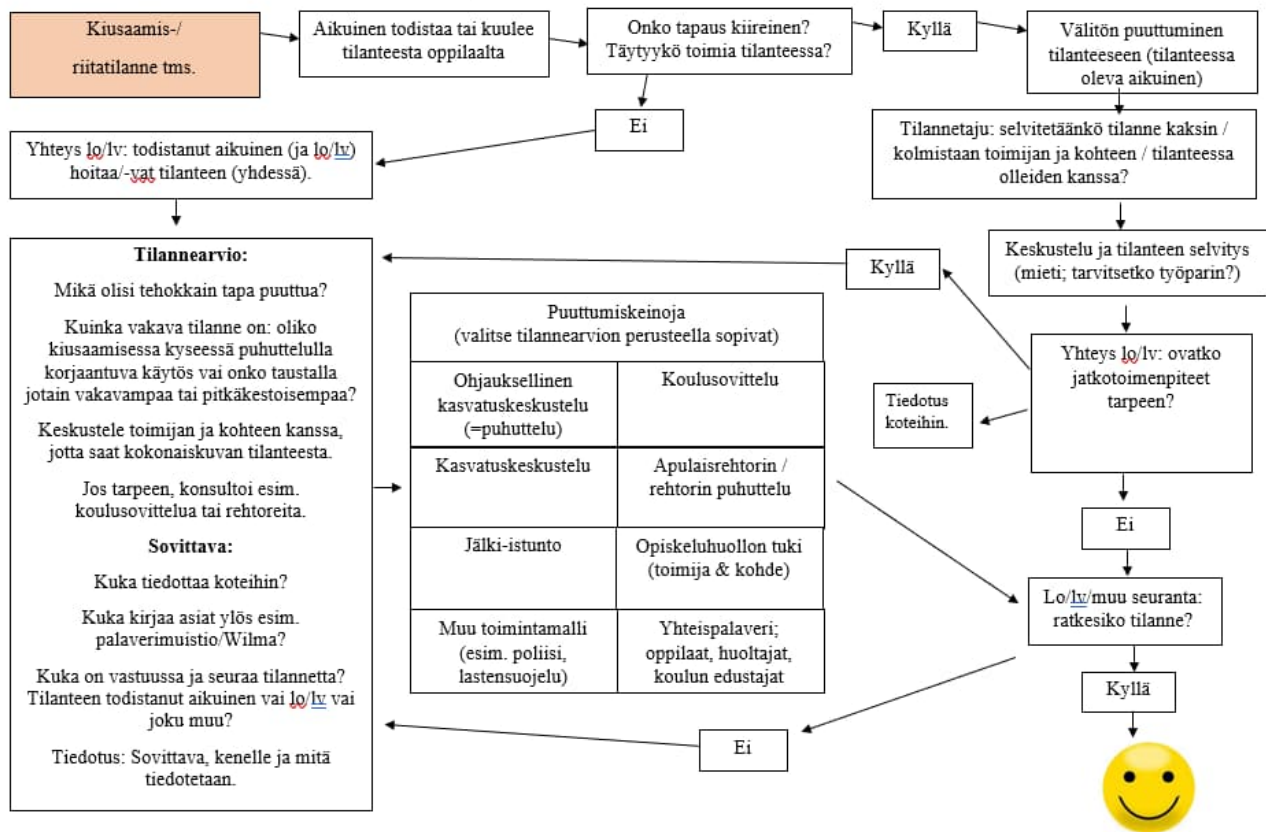 Kiusaamis-/
riitatilanne tms.
Aikuinen todistaa tai kuulee
tilanteesta oppilaalta
Onko tapaus kiireinen?
Täytyykö toimia tilanteessa?
Kyllä
Välitön puuttuminen
tilanteeseen (tilanteessa
oleva aikuinen)
Ei
Yhteys lo/lv: todistanut aikuinen (ja lo/lv)
hoitaa/-vat tilanteen (yhdessä).
Tilannetaju: selvitetäänkö tilanne kaksin /
kolmistaan toimijan ja kohteen / tilanteessa
olleiden kanssa?
Keskustelu ja tilanteen selvitys
(mieti; tarvitsetko työparin?)
Kyllä
Yhteys lo/lv: ovatko
jatkotoimenpiteet
tarpeen?
Tiedotus
koteihin.
Ei
Tilannearvio:
Mikä olisi tehokkain tapa puuttua?
Kuinka vakava tilanne on: oliko
kiusaamisessa kyseessä puhuttelulla
korjaantuva käytös vai onko taustalla
jotain vakavampaa tai pitkäkestoisempaa?
Keskustele toimijan ja kohteen kanssa,
jotta saat kokonaiskuvan tilanteesta.
Jos tarpeen, konsultoi esim.
koulusovittelua tai rehtoreita.
Sovittava:
Kuka tiedottaa koteihin?
Kuka kirjaa asiat ylös esim.
palaverimuistio/Wilma?
Kuka on vastuussa ja seuraa tilannetta?
Tilanteen todistanut aikuinen vai lo/lv vai
joku muu?
Tiedotus: Sovittava, kenelle ja mitä
tiedotetaan.
Puuttumiskeinoja
(valitse tilannearvion perusteella sopivat)
Ohjauksellinen
kasvatuskeskustelu
(=puhuttelu)
Koulusovittelu
Kasvatuskeskustelu
Apulaisrehtorin /
rehtorin puhuttelu
Jälki-istunto
Opiskeluhuollon tuki
(toimija & kohde)
Muu toimintamalli
(esim. poliisi,
lastensuojelu)
Yhteispalaveri;
oppilaat, huoltajat,
koulun edustajat
Lo/lv/muu seuranta:
ratkesiko tilanne?
Kyllä
Ei